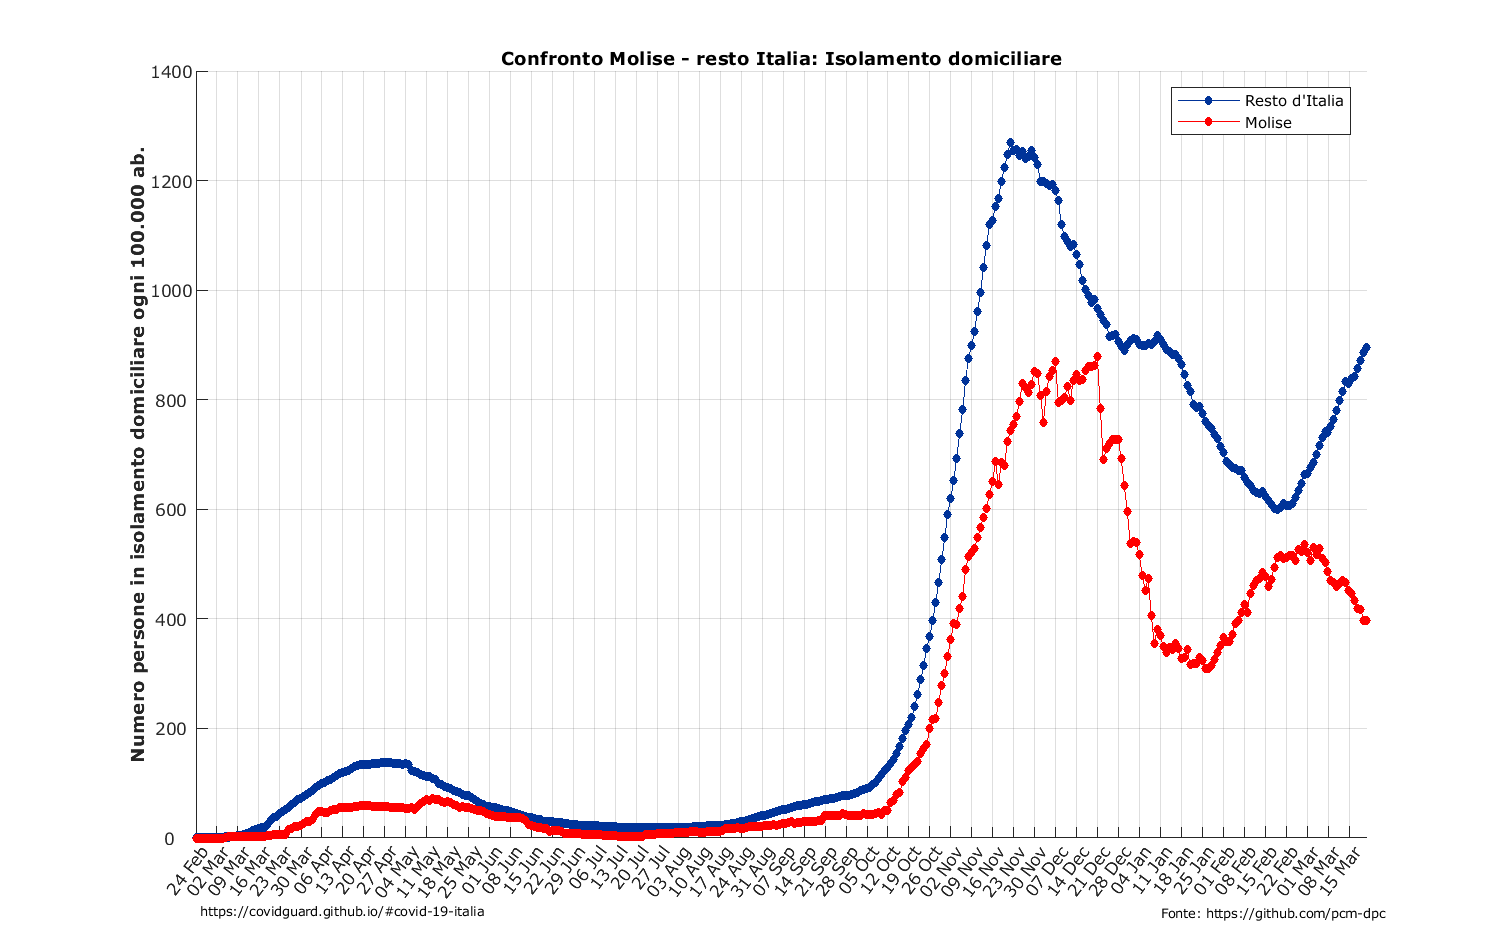 Confronto Molise - resto Italia: Isolamento domiciliare
Numero persone in isolamento domiciliare ogni 100.000 ab.
1400
1200
1000
800
600
400
200
0
Resto d'Italia
Molise
24 Feb
02 Mar
09 Mar
16 Mar
23 Mar
30 Mar
06 Apr
13 Apr
20 Apr
27 Apr
04 May
11 May
18 May
25 May
01 Jun
08 Jun
15 Jun
22 Jun
29 Jun
06 Jul
13 Jul
20 Jul
27 Jul
03 Aug
10 Aug
17 Aug
24 Aug
31 Aug
07 Sep
14 Sep
21 Sep
28 Sep
05 Oct
12 Oct
19 Oct
26 Oct
02 Nov
09 Nov
16 Nov
23 Nov
30 Nov
07 Dec
14 Dec
21 Dec
28 Dec
04 Jan
11 Jan
18 Jan
25 Jan
01 Feb
08 Feb
15 Feb
22 Feb
01 Mar
08 Mar
15 Mar
https://covidguard.github.io/#covid-19-italia
Fonte: https://github.com/pcm-dpc